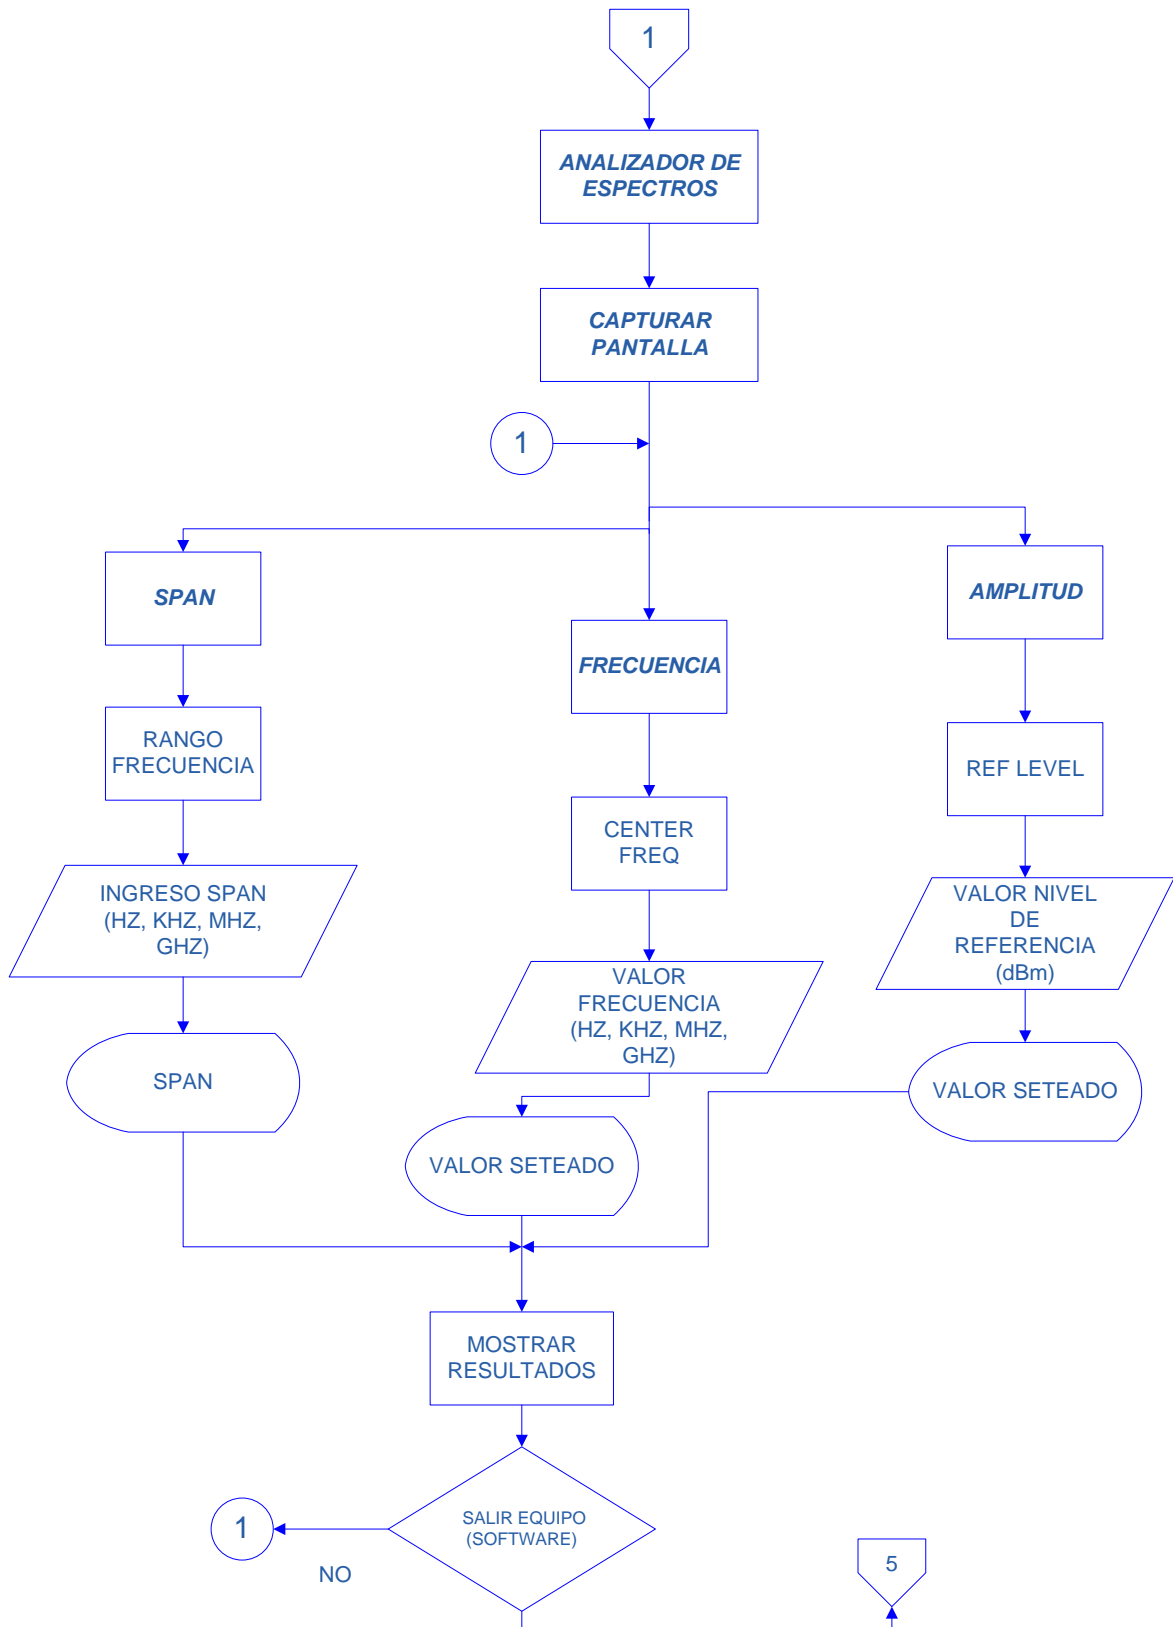 1
ANALIZADOR DE
ESPECTROS
CAPTURAR
PANTALLA
1
SPAN
RANGO
FRECUENCIA
INGRESO SPAN
(HZ, KHZ, MHZ,
GHZ)
SPAN
FRECUENCIA
CENTER
FREQ
VALOR
FRECUENCIA
(HZ, KHZ, MHZ,
GHZ)
VALOR SETEADO
AMPLITUD
REF LEVEL
VALOR NIVEL
DE
REFERENCIA
(dBm)
VALOR SETEADO
MOSTRAR
RESULTADOS
SALIR EQUIPO
(SOFTWARE)
1
NO
5